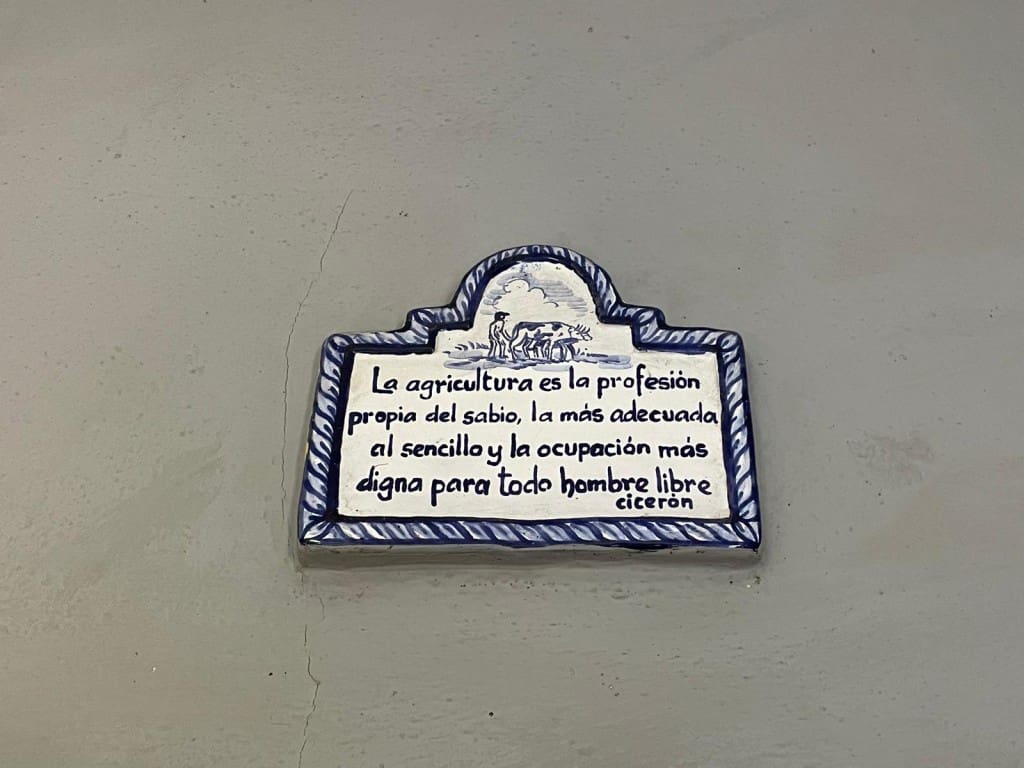 La agricultura es la profesión
propia del sabio, la más adecuada
al sencillo y la ocupación más
digna para todo hombre libre
cicerón